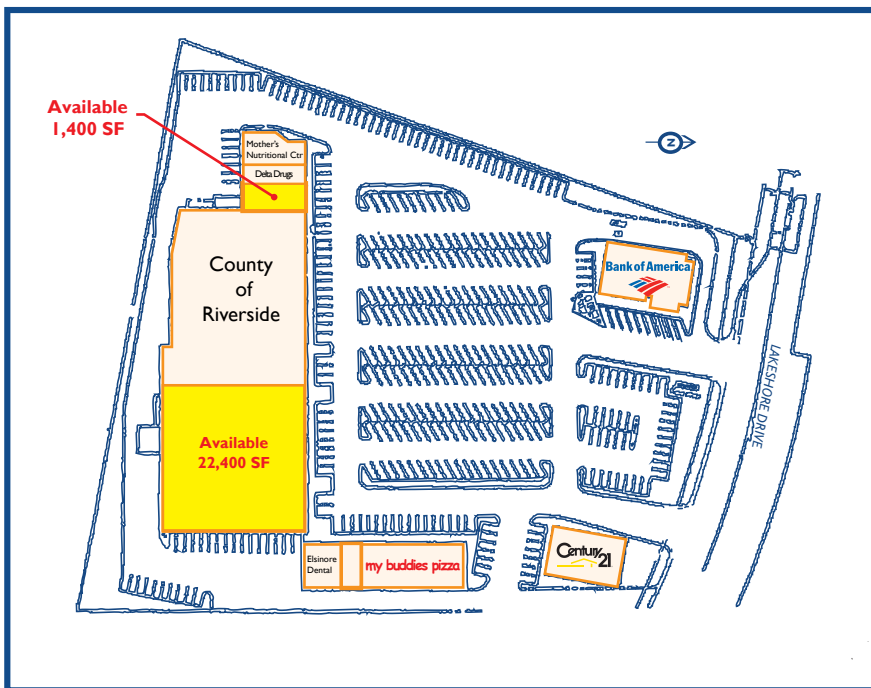 Available
1,400 SF
Mother's
Nutritional Ctr
Delta Drugs
N
County
of
Riverside
Bank of America
LAKESHORE DRIVE
Available
22,400 SF
Elsinore
Dental
my buddies pizza
Century
21